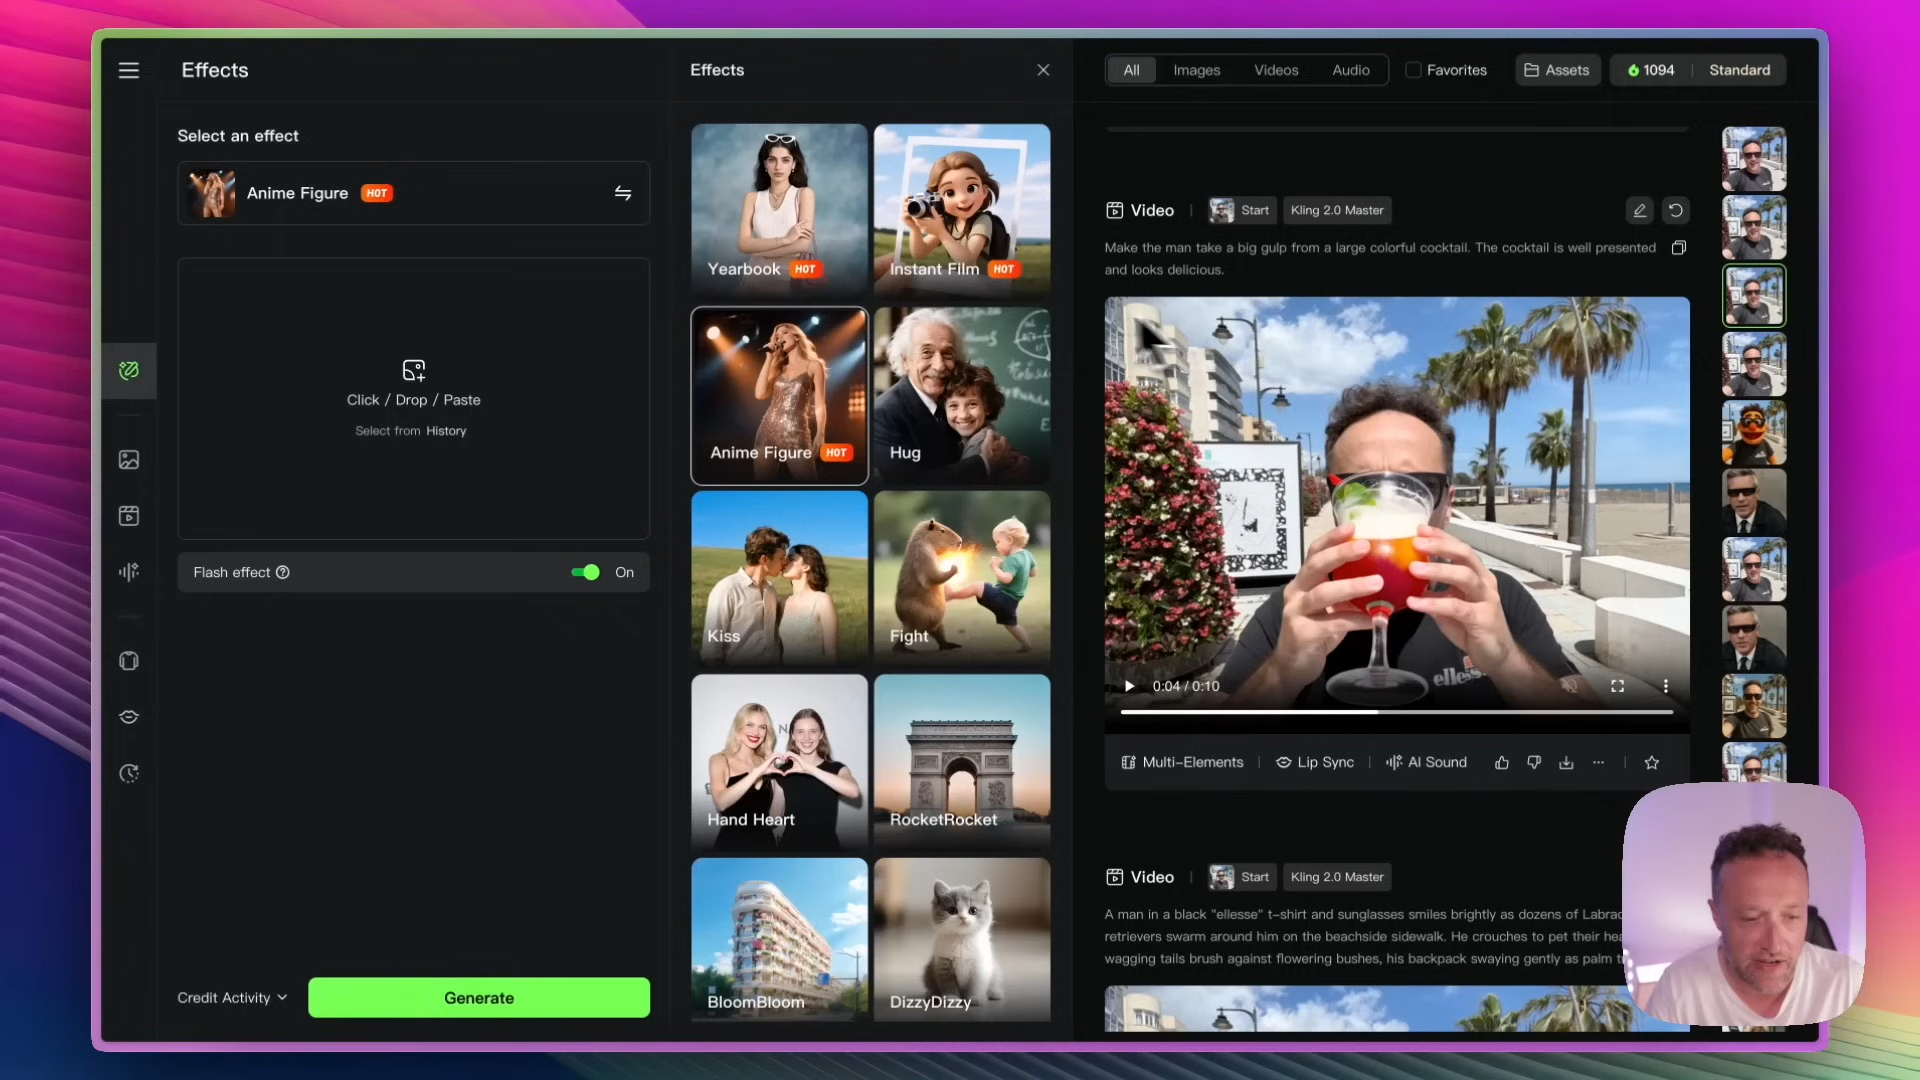 Effects
Select an effect
Anime Figure HOT
Click / Drop / Paste
Select from History
Flash effect
On
Credit Activity
Generate
Effects
Yearbook HOT
Instant Film HOT
Anime Figure HOT
Hug
Kiss
Fight
Hand Heart
RocketRocket
BloomBloom
DizzyDizzy
All
Images
Videos
Audio
Favorites
Assets
1094
Standard
Video
Start
Kling 2.0 Master
Make the man take a big gulp from a large colorful cocktail. The cocktail is well presented
and looks delicious.
elless
0:04 / 0:10
Multi-Elements
Lip Sync
AI Sound
Video
Start
Kling 2.0 Master
A man in a black "ellesse" t-shirt and sunglasses smiles brightly as dozens of Labrac
retrievers swarm around him on the beachside sidewalk. He crouches to pet their hea
wagging tails brush against flowering bushes, his backpack swaying gently as palm t